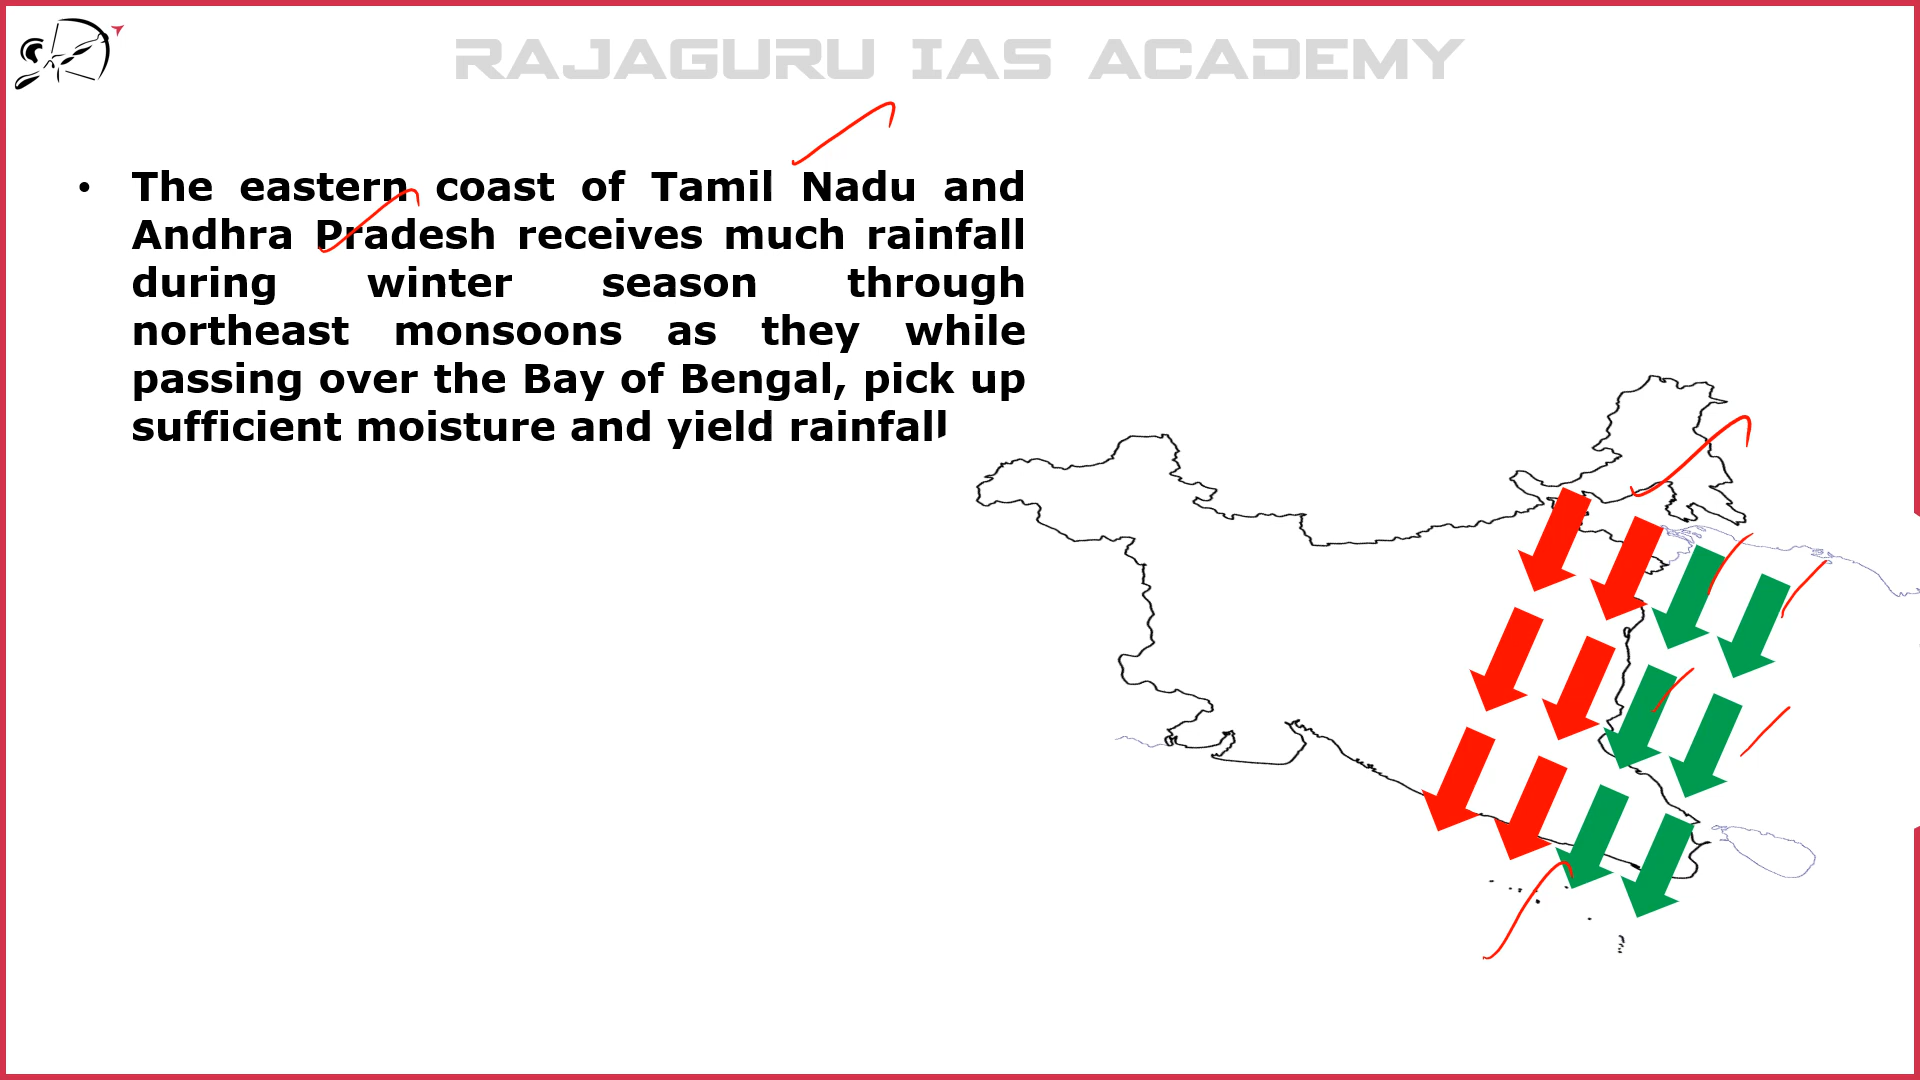 RAJAGURU IAS ACADEMY
• The eastern coast of Tamil Nadu and
Andhra Pradesh receives much rainfall
during winter season through
northeast monsoons as they while
passing over the Bay of Bengal, pick up
sufficient moisture and yield rainfall